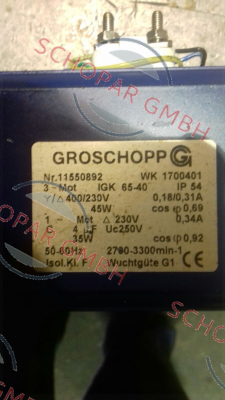 SCHOPAR GMBH
GROSCHOPP G
Nr.11550892 WK 1700401
3 - Mot IGK 65-40 IP 54
Y/Δ 400/230V 0,18/0,31A
45W cos φ 0,69
1 - Mot Δ 230V 0,34A
C 4 µF Uc250V
35W cos φ 0,92
50-60Hz 2700-3300min-1
Isol.Kl. F Wuchtgüte G1 CE